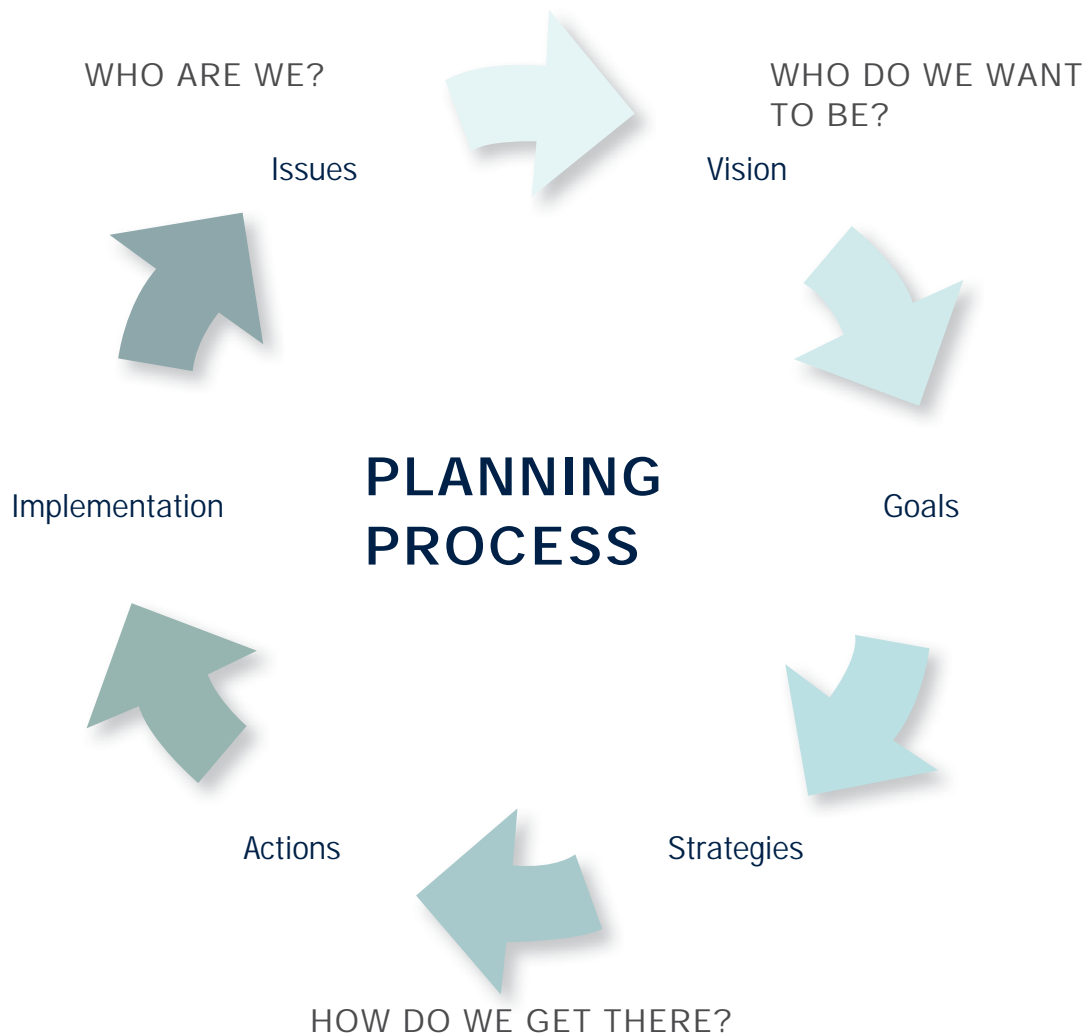 WHO ARE WE?
WHO DO WE WANT
TO BE?
Issues
Vision
PLANNING
PROCESS
Implementation
Goals
Actions
Strategies
HOW DO WE GET THERE?